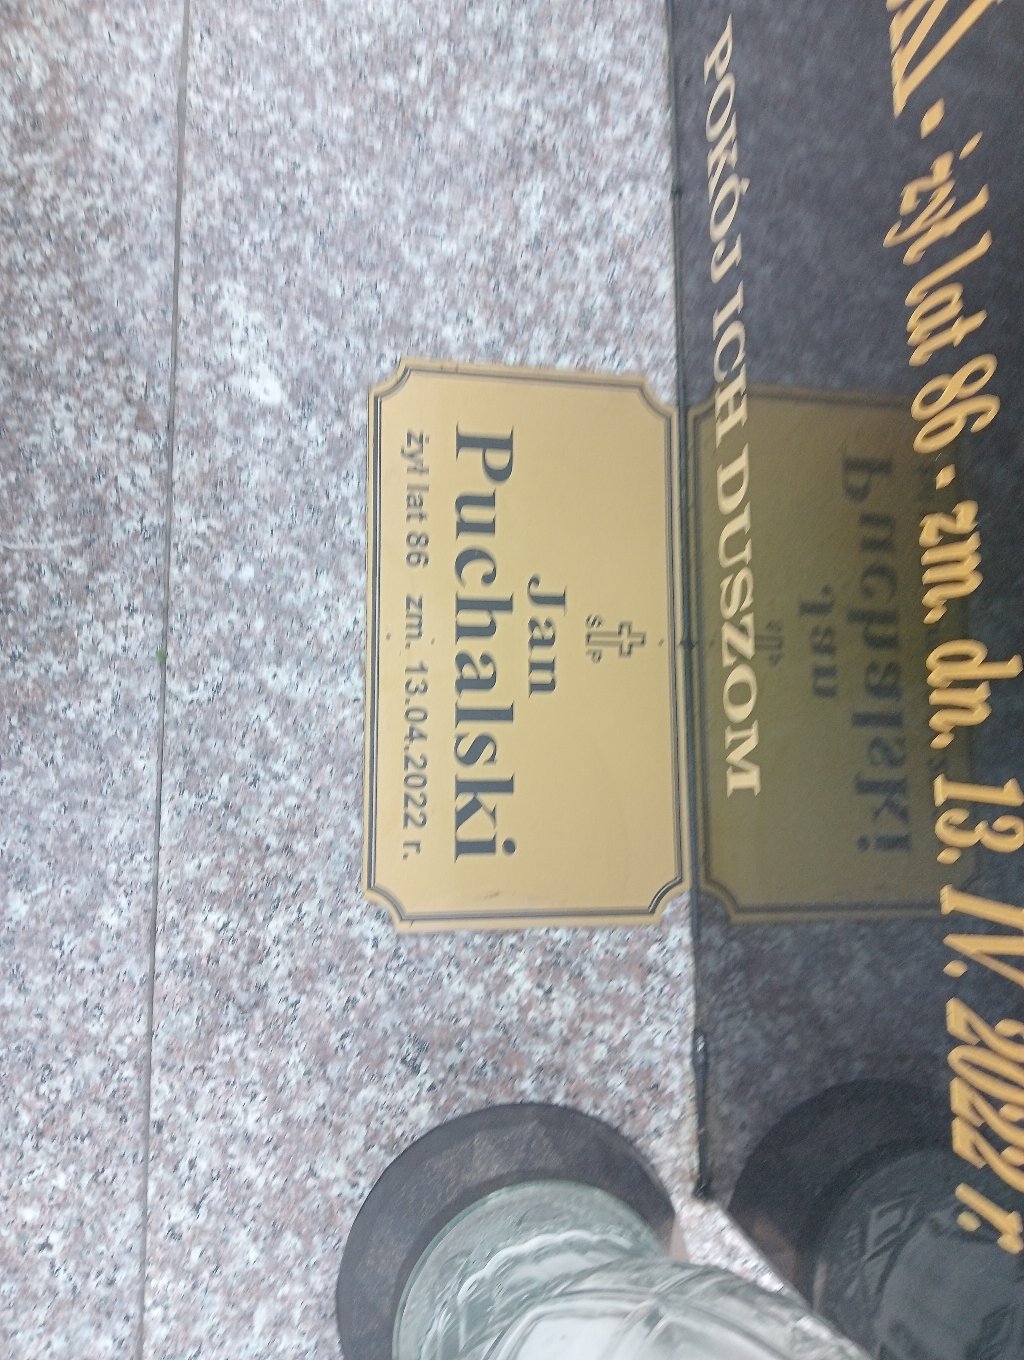 żył lat 86 · zm. dn. 13. IV. 2022 r.
POKÓJ ICH DUSZOM
Ś P
Jan
Puchalski
żył lat 86 zm. 13.04.2022 r.